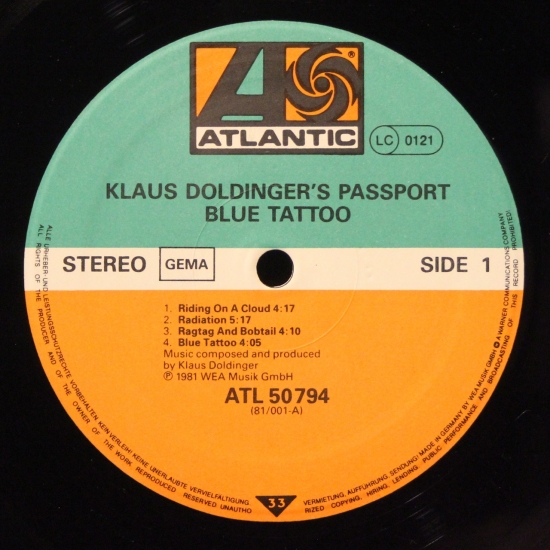 ATLANTIC
®
LC 0121
KLAUS DOLDINGER'S PASSPORT
BLUE TATTOO
STEREO GEMA SIDE 1
1. Riding On A Cloud 4:17
2. Radiation 5:17
3. Ragtag And Bobtail 4:10
4. Blue Tattoo 4:05
Music composed and produced
by Klaus Doldinger
℗ 1981 WEA Musik GmbH
ATL 50 794
(81/001-A)
33
ALLE URHEBER- UND LEISTUNGSSCHUTZRECHTE VORBEHALTEN KEIN VERLEIH! KEINE UNERLAUBTE VERVIELFÄLTIGUNG,
VERMIETUNG, AUFFÜHRUNG, SENDUNG! MADE IN GERMANY BY WEA MUSIK GMBH A WARNER COMMUNICATIONS COMPANY
ALL RIGHTS OF THE PRODUCER AND OF THE OWNER OF THE WORK REPRODUCED RESERVED UNAUTHO
RIZED COPYING, HIRING, LENDING, PUBLIC PERFORMANCE AND BROADCASTING OF THIS RECORD PROHIBITED!